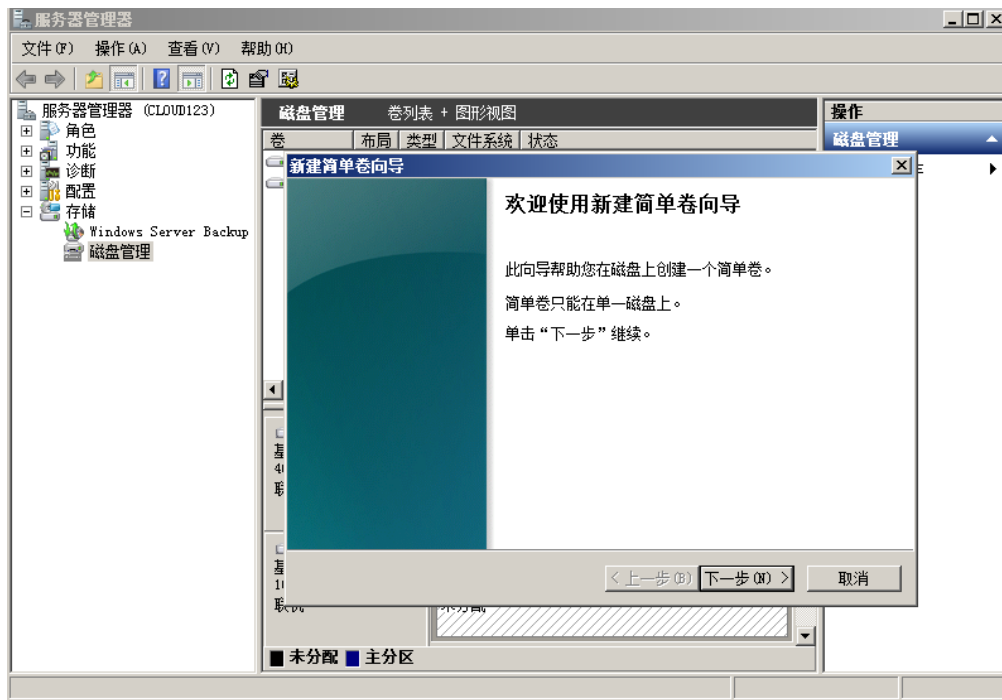 服务器管理器
文件(F) 操作(A) 查看(V) 帮助(H)
服务器管理器 (CLOUD123)
角色
功能
诊断
配置
存储
Windows Server Backup
磁盘管理
磁盘管理 卷列表 + 图形视图
卷 布局 类型 文件系统 状态
操作
磁盘管理
新建简单卷向导
欢迎使用新建简单卷向导
此向导帮助您在磁盘上创建一个简单卷。
简单卷只能在单一磁盘上。
单击“下一步”继续。
< 上一步(B) 下一步(N) > 取消
未分配 主分区